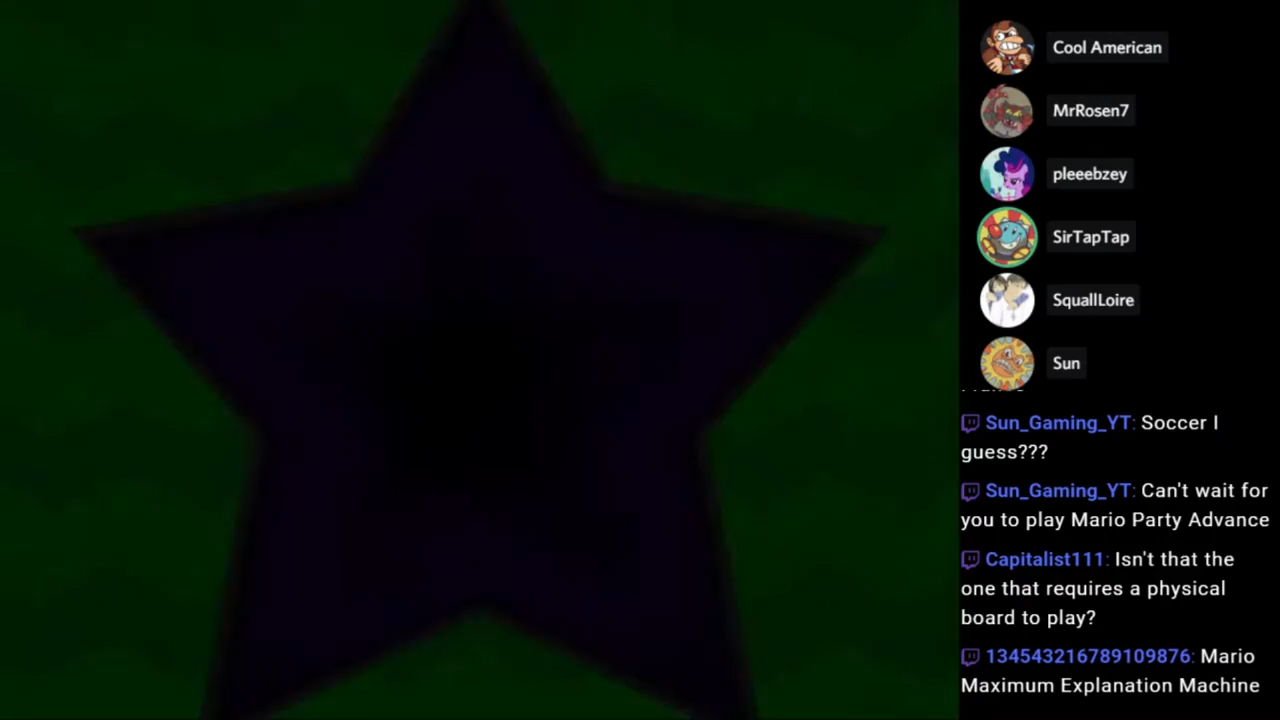 Cool American
MrRosen7
pleeebzey
SirTapTap
SquallLoire
Sun
Sun_Gaming_YT: Soccer I
guess???
Sun_Gaming_YT: Can't wait for
you to play Mario Party Advance
Capitalist111: Isn't that the
one that requires a physical
board to play?
134543216789109876: Mario
Maximum Explanation Machine